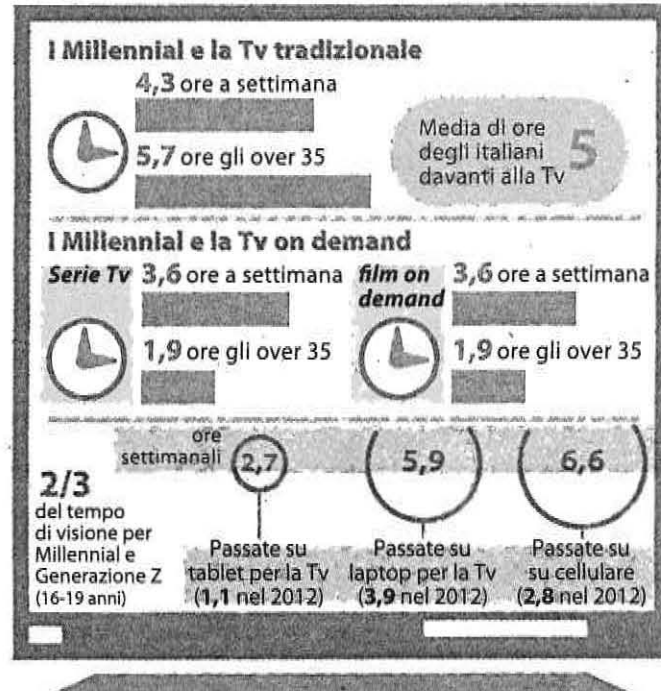 I Millennial e la Tv tradizionale
4,3 ore a settimana
5,7 ore gli over 35
Media di ore
degli italiani
davanti alla Tv
5
I Millennial e la Tv on demand
Serie Tv
3,6 ore a settimana
1,9 ore gli over 35
film on
demand
3,6 ore a settimana
1,9 ore gli over 35
ore
settimanali
2,7
5,9
6,6
2/3
del tempo
di visione per
Millennial e
Generazione Z
(16-19 anni)
Passate su
tablet per la Tv
(1,1 nel 2012)
Passate su
laptop per la Tv
(3,9 nel 2012)
Passate su
su cellulare
(2,8 nel 2012)